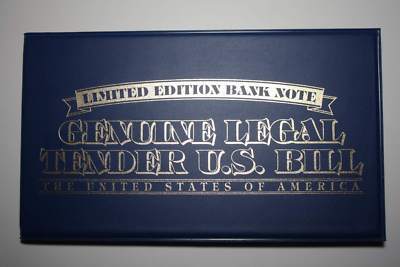 LIMITED EDITION BANK NOTE
GENUINE LEGAL
TENDER U.S. BILL
THE UNITED STATES OF AMERICA